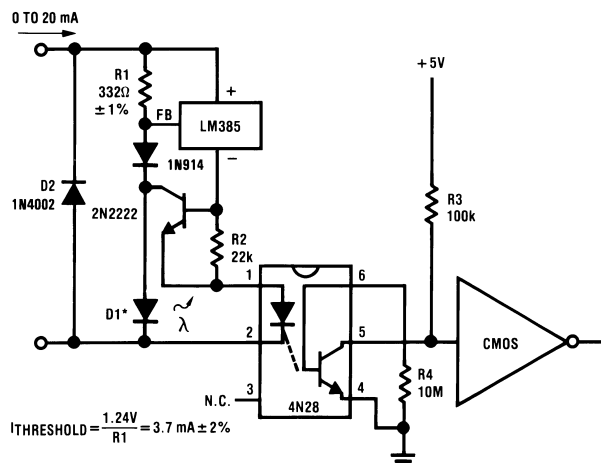 0 TO 20 mA
R1
332Ω
±1%
FB
+
LM385
−
+5V
1N914
D2
1N4002
2N2222
R2
22k
R3
100k
1
6
D1*
λ
2
5
CMOS
3
N.C.
4
4N28
R4
10M
ITHRESHOLD = 1.24V / R1 = 3.7 mA ± 2%